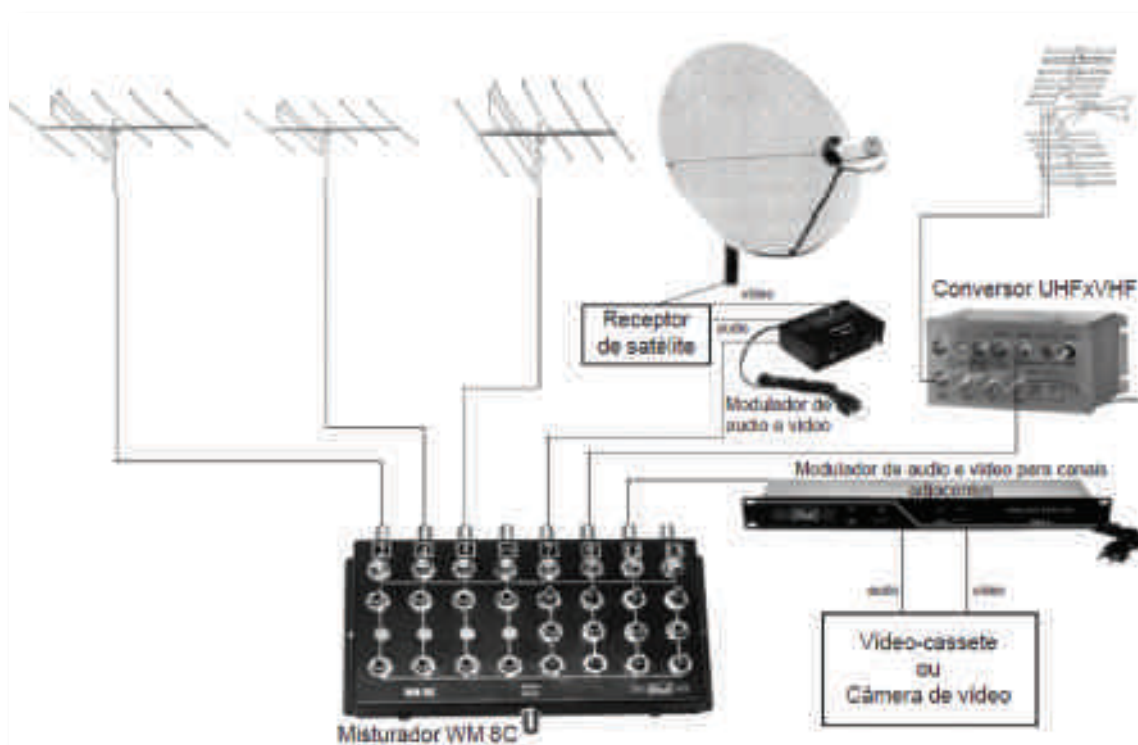 vídeo
Receptor
de satélite
áudio
Modulador de
áudio e vídeo
Conversor UHFxVHF
Modulador de áudio e vídeo para canais
adjacentes
áudio
vídeo
Vídeo-cassete
ou
Câmera de vídeo
Misturador WM 8C